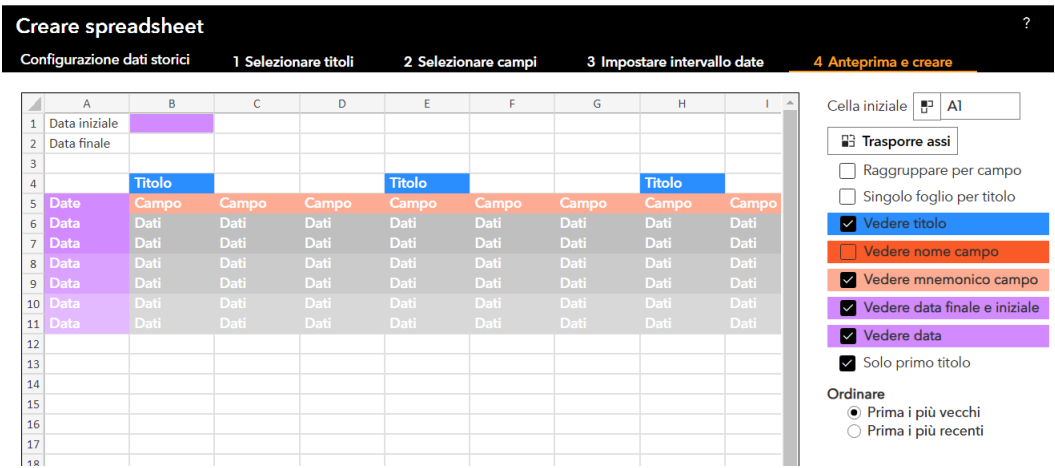 Creare spreadsheet ?
Configurazione dati storici 1 Selezionare titoli 2 Selezionare campi 3 Impostare intervallo date 4 Anteprima e creare
A B C D E F G H I
1 Data iniziale
2 Data finale
3
4 Titolo Titolo Titolo
5 Date Campo Campo Campo Campo Campo Campo Campo Campo
6 Data Dati Dati Dati Dati Dati Dati Dati Dati
7 Data Dati Dati Dati Dati Dati Dati Dati Dati
8 Data Dati Dati Dati Dati Dati Dati Dati Dati
9 Data Dati Dati Dati Dati Dati Dati Dati Dati
10 Data Dati Dati Dati Dati Dati Dati Dati Dati
11 Data Dati Dati Dati Dati Dati Dati Dati Dati
12
13
14
15
16
17
18
Cella iniziale A1
Trasporre assi
Raggruppare per campo
Singolo foglio per titolo
Vedere titolo
Vedere nome campo
Vedere mnemonico campo
Vedere data finale e iniziale
Vedere data
Solo primo titolo
Ordinare
Prima i più vecchi
Prima i più recenti